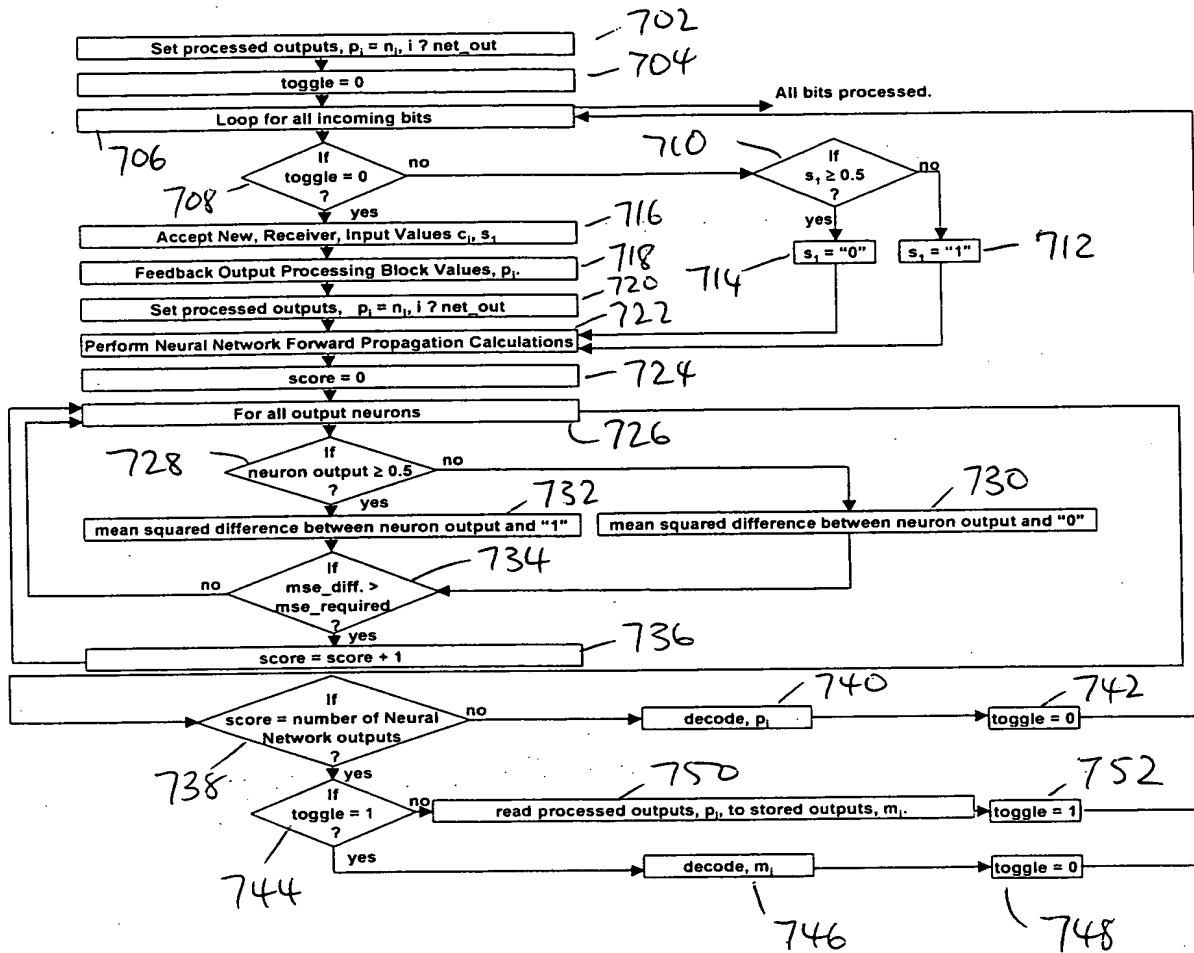 702
Set processed outputs, pi = ni, i ? net_out
704
toggle = 0
All bits processed.
Loop for all incoming bits
706
710
If
toggle = 0
?
no
yes
708
If
s1 ≥ 0.5
?
no
yes
716
Accept New, Receiver, Input Values ci, s1
s1 = "0"
s1 = "1"
712
714
718
Feedback Output Processing Block Values, pi.
720
Set processed outputs, pi = ni, i ? net_out
722
Perform Neural Network Forward Propagation Calculations
score = 0
724
For all output neurons
726
728
If
neuron output ≥ 0.5
?
no
yes
732
730
mean squared difference between neuron output and "1"
mean squared difference between neuron output and "0"
734
If
mse_diff. >
mse_required
?
no
yes
736
score = score + 1
740
742
If
score = number of Neural
Network outputs
?
no
yes
decode, pi
toggle = 0
738
750
752
If
toggle = 1
?
no
yes
read processed outputs, pi, to stored outputs, mi.
toggle = 1
744
decode, mi
toggle = 0
746
748